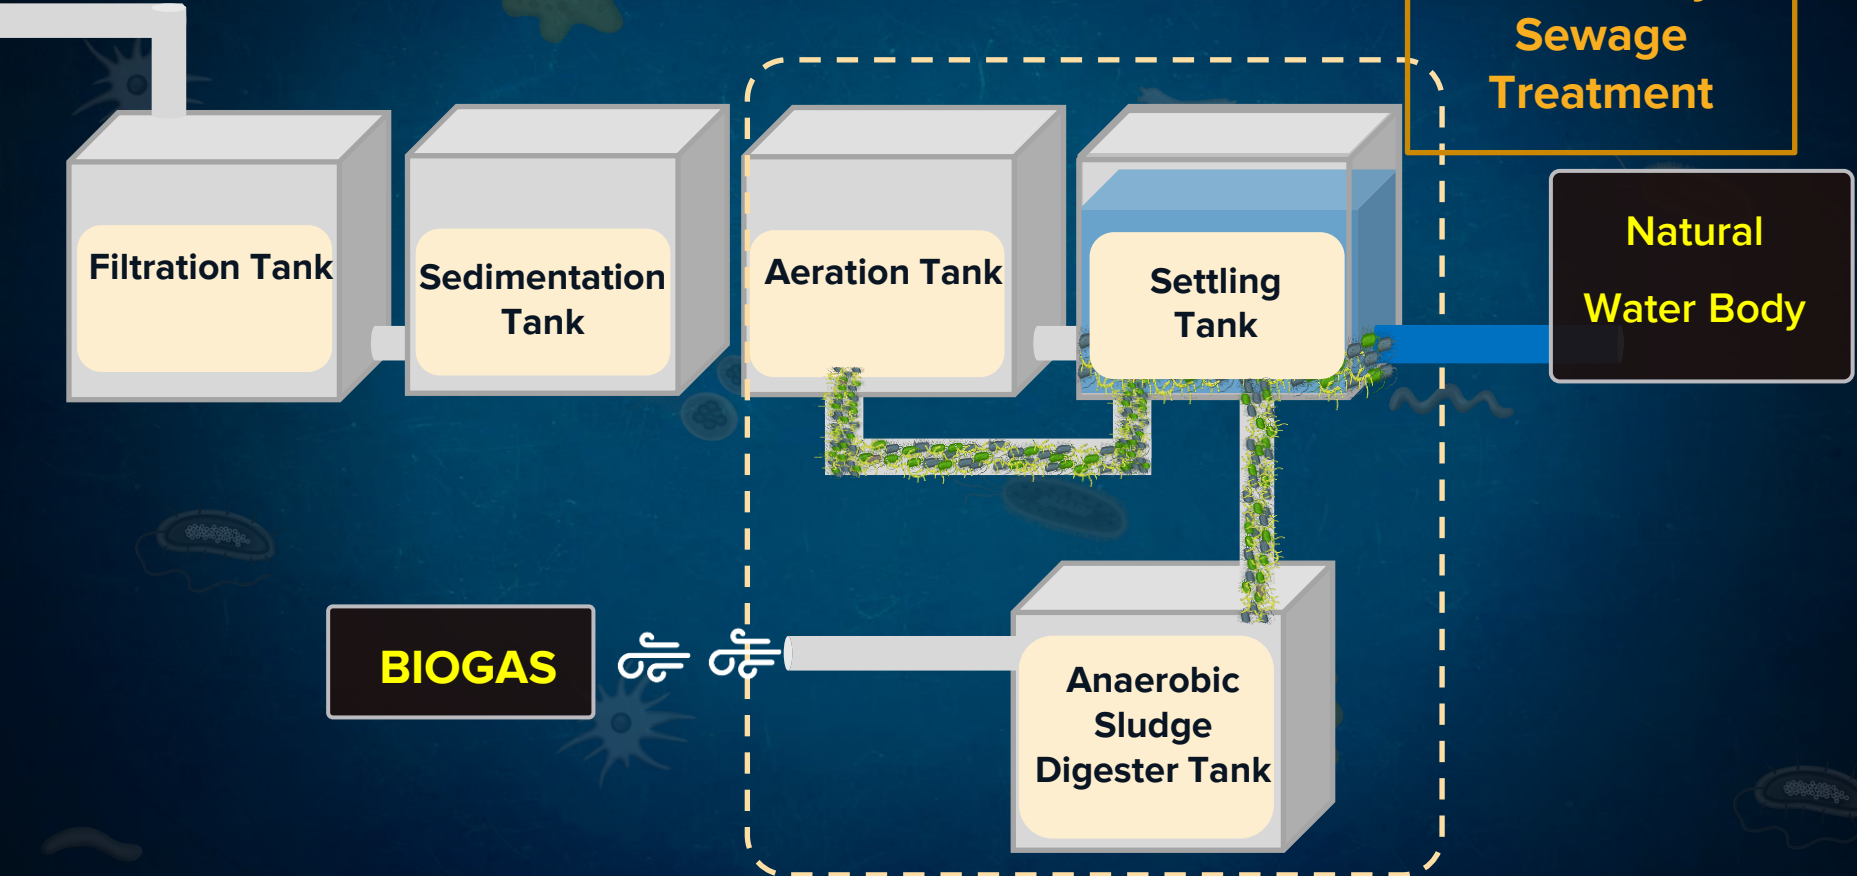 Sewage
Treatment
Filtration Tank
Sedimentation
Tank
Aeration Tank
Settling
Tank
Natural
Water Body
BIOGAS
Anaerobic
Sludge
Digester Tank